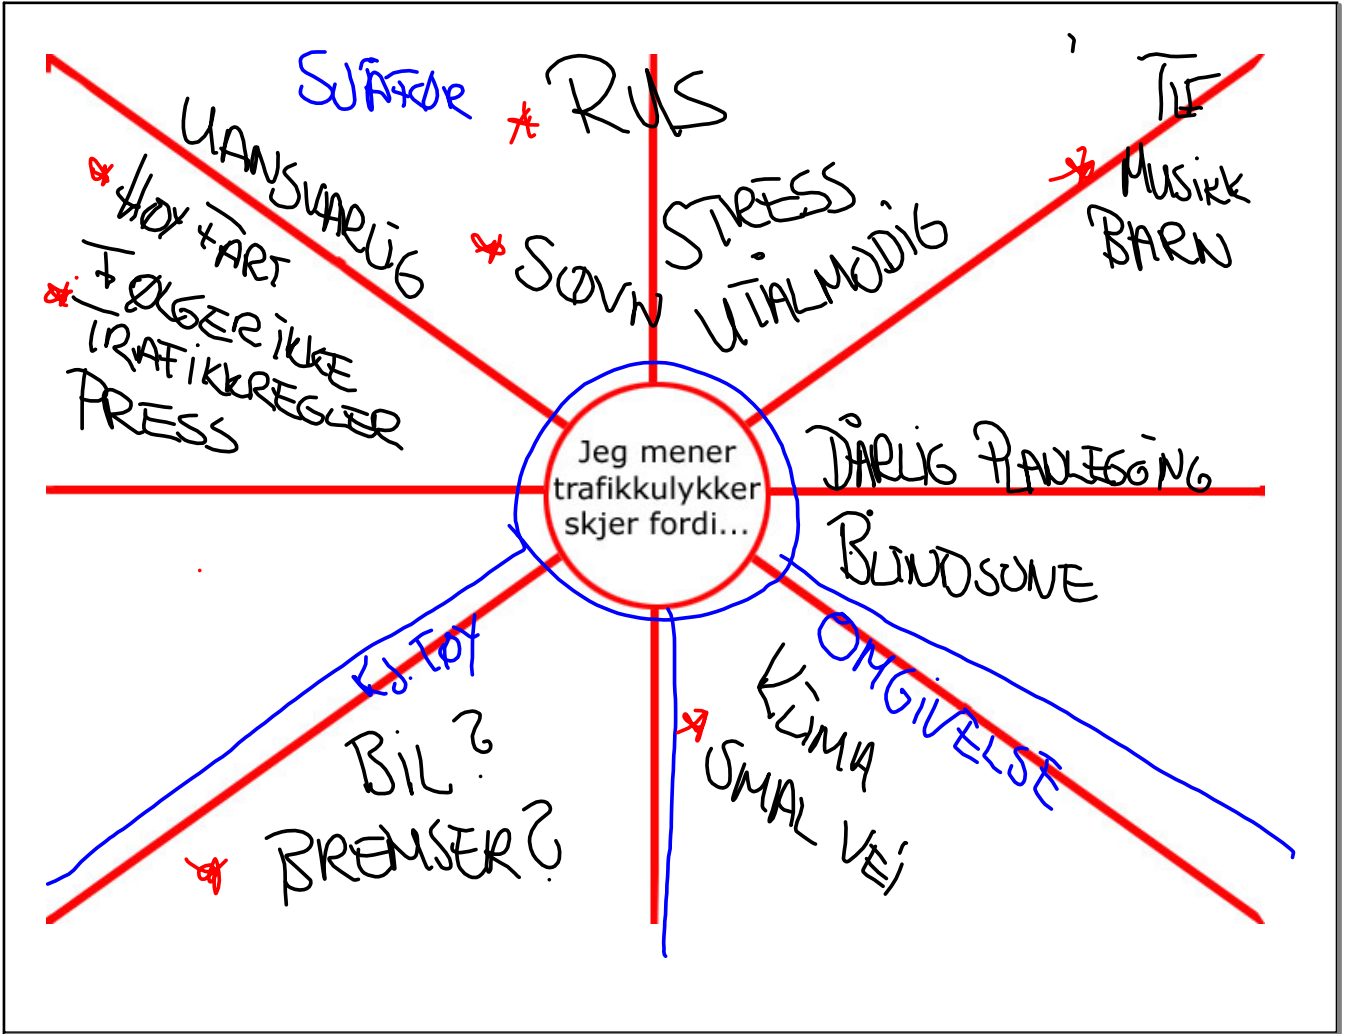 SJÅFØR
RUS
TLF
UANSVARLIG
HØY FART
STRESS
MUSIKK
BARN
SØVN
UTÅLMODIG
FØLGER IKKE
TRAFIKKREGLER
PRESS
Jeg mener
trafikkulykker
skjer fordi...
DÅRLIG PLANLEGGING
BLINDSONE
KJ.TØY
OMGIVELSE
KLIMA
BIL?
SMAL VEI
BREMSER?